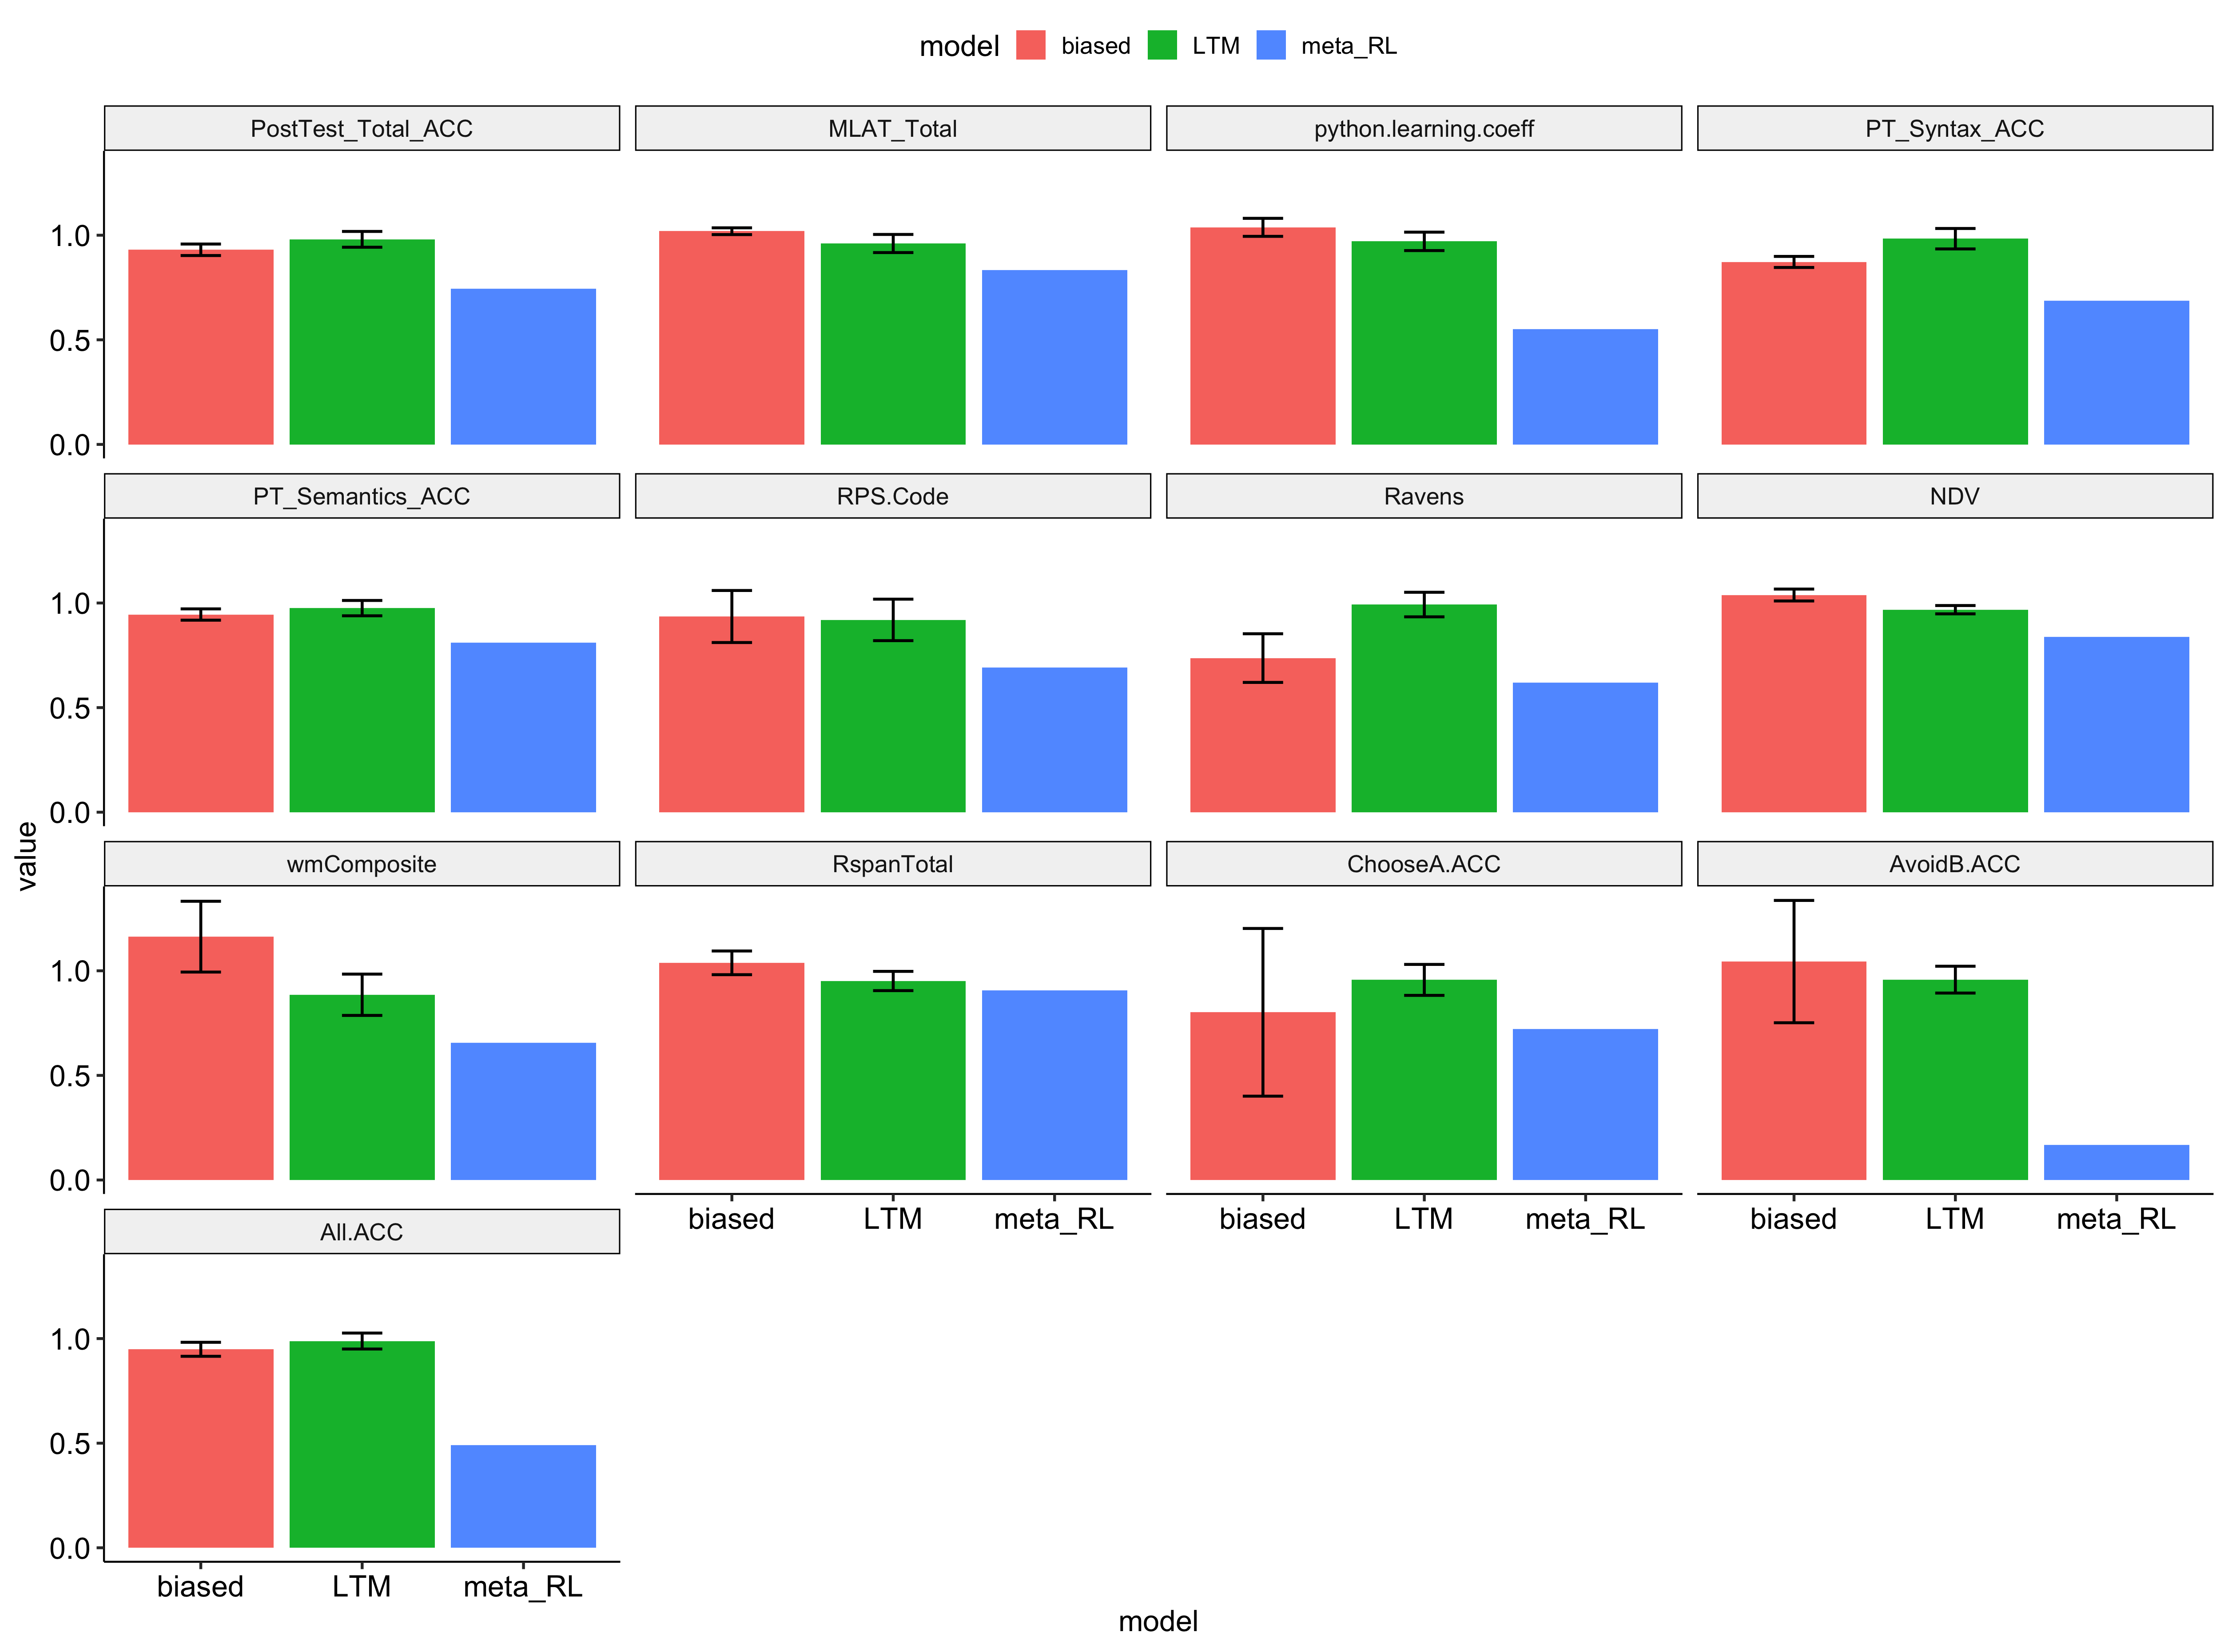 model biased LTM meta_RL
PostTest_Total_ACC MLAT_Total python.learning.coeff PT_Syntax_ACC
1.0
0.5
0.0
PT_Semantics_ACC RPS.Code Ravens NDV
1.0
0.5
0.0
value
wmComposite RspanTotal ChooseA.ACC AvoidB.ACC
1.0
0.5
0.0
biased LTM meta_RL biased LTM meta_RL biased LTM meta_RL
All.ACC
1.0
0.5
0.0
biased LTM meta_RL
model